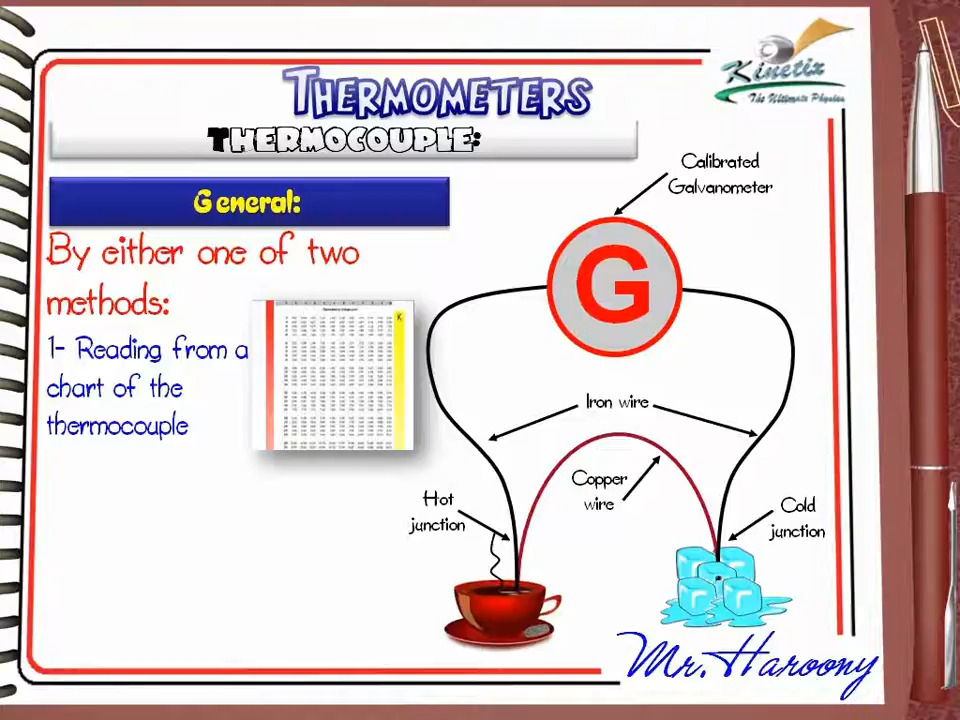 Kinetix
The Ultimate Physics
THERMOMETERS
THERMOCOUPLE:
General:
By either one of two
methods:
1- Reading from a
chart of the
thermocouple
K
Calibrated
Galvanometer
G
Iron wire
Copper
wire
Hot
junction
Cold
junction
Mr.Haroony